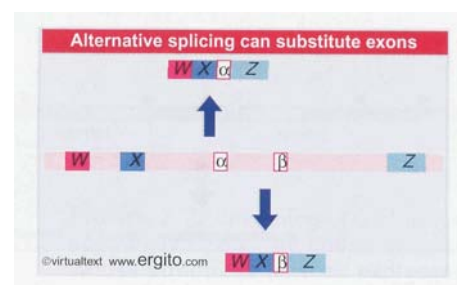 Alternative splicing can substitute exons
W X α Z
W X α β Z
©virtualtext www.ergito.com W X β Z